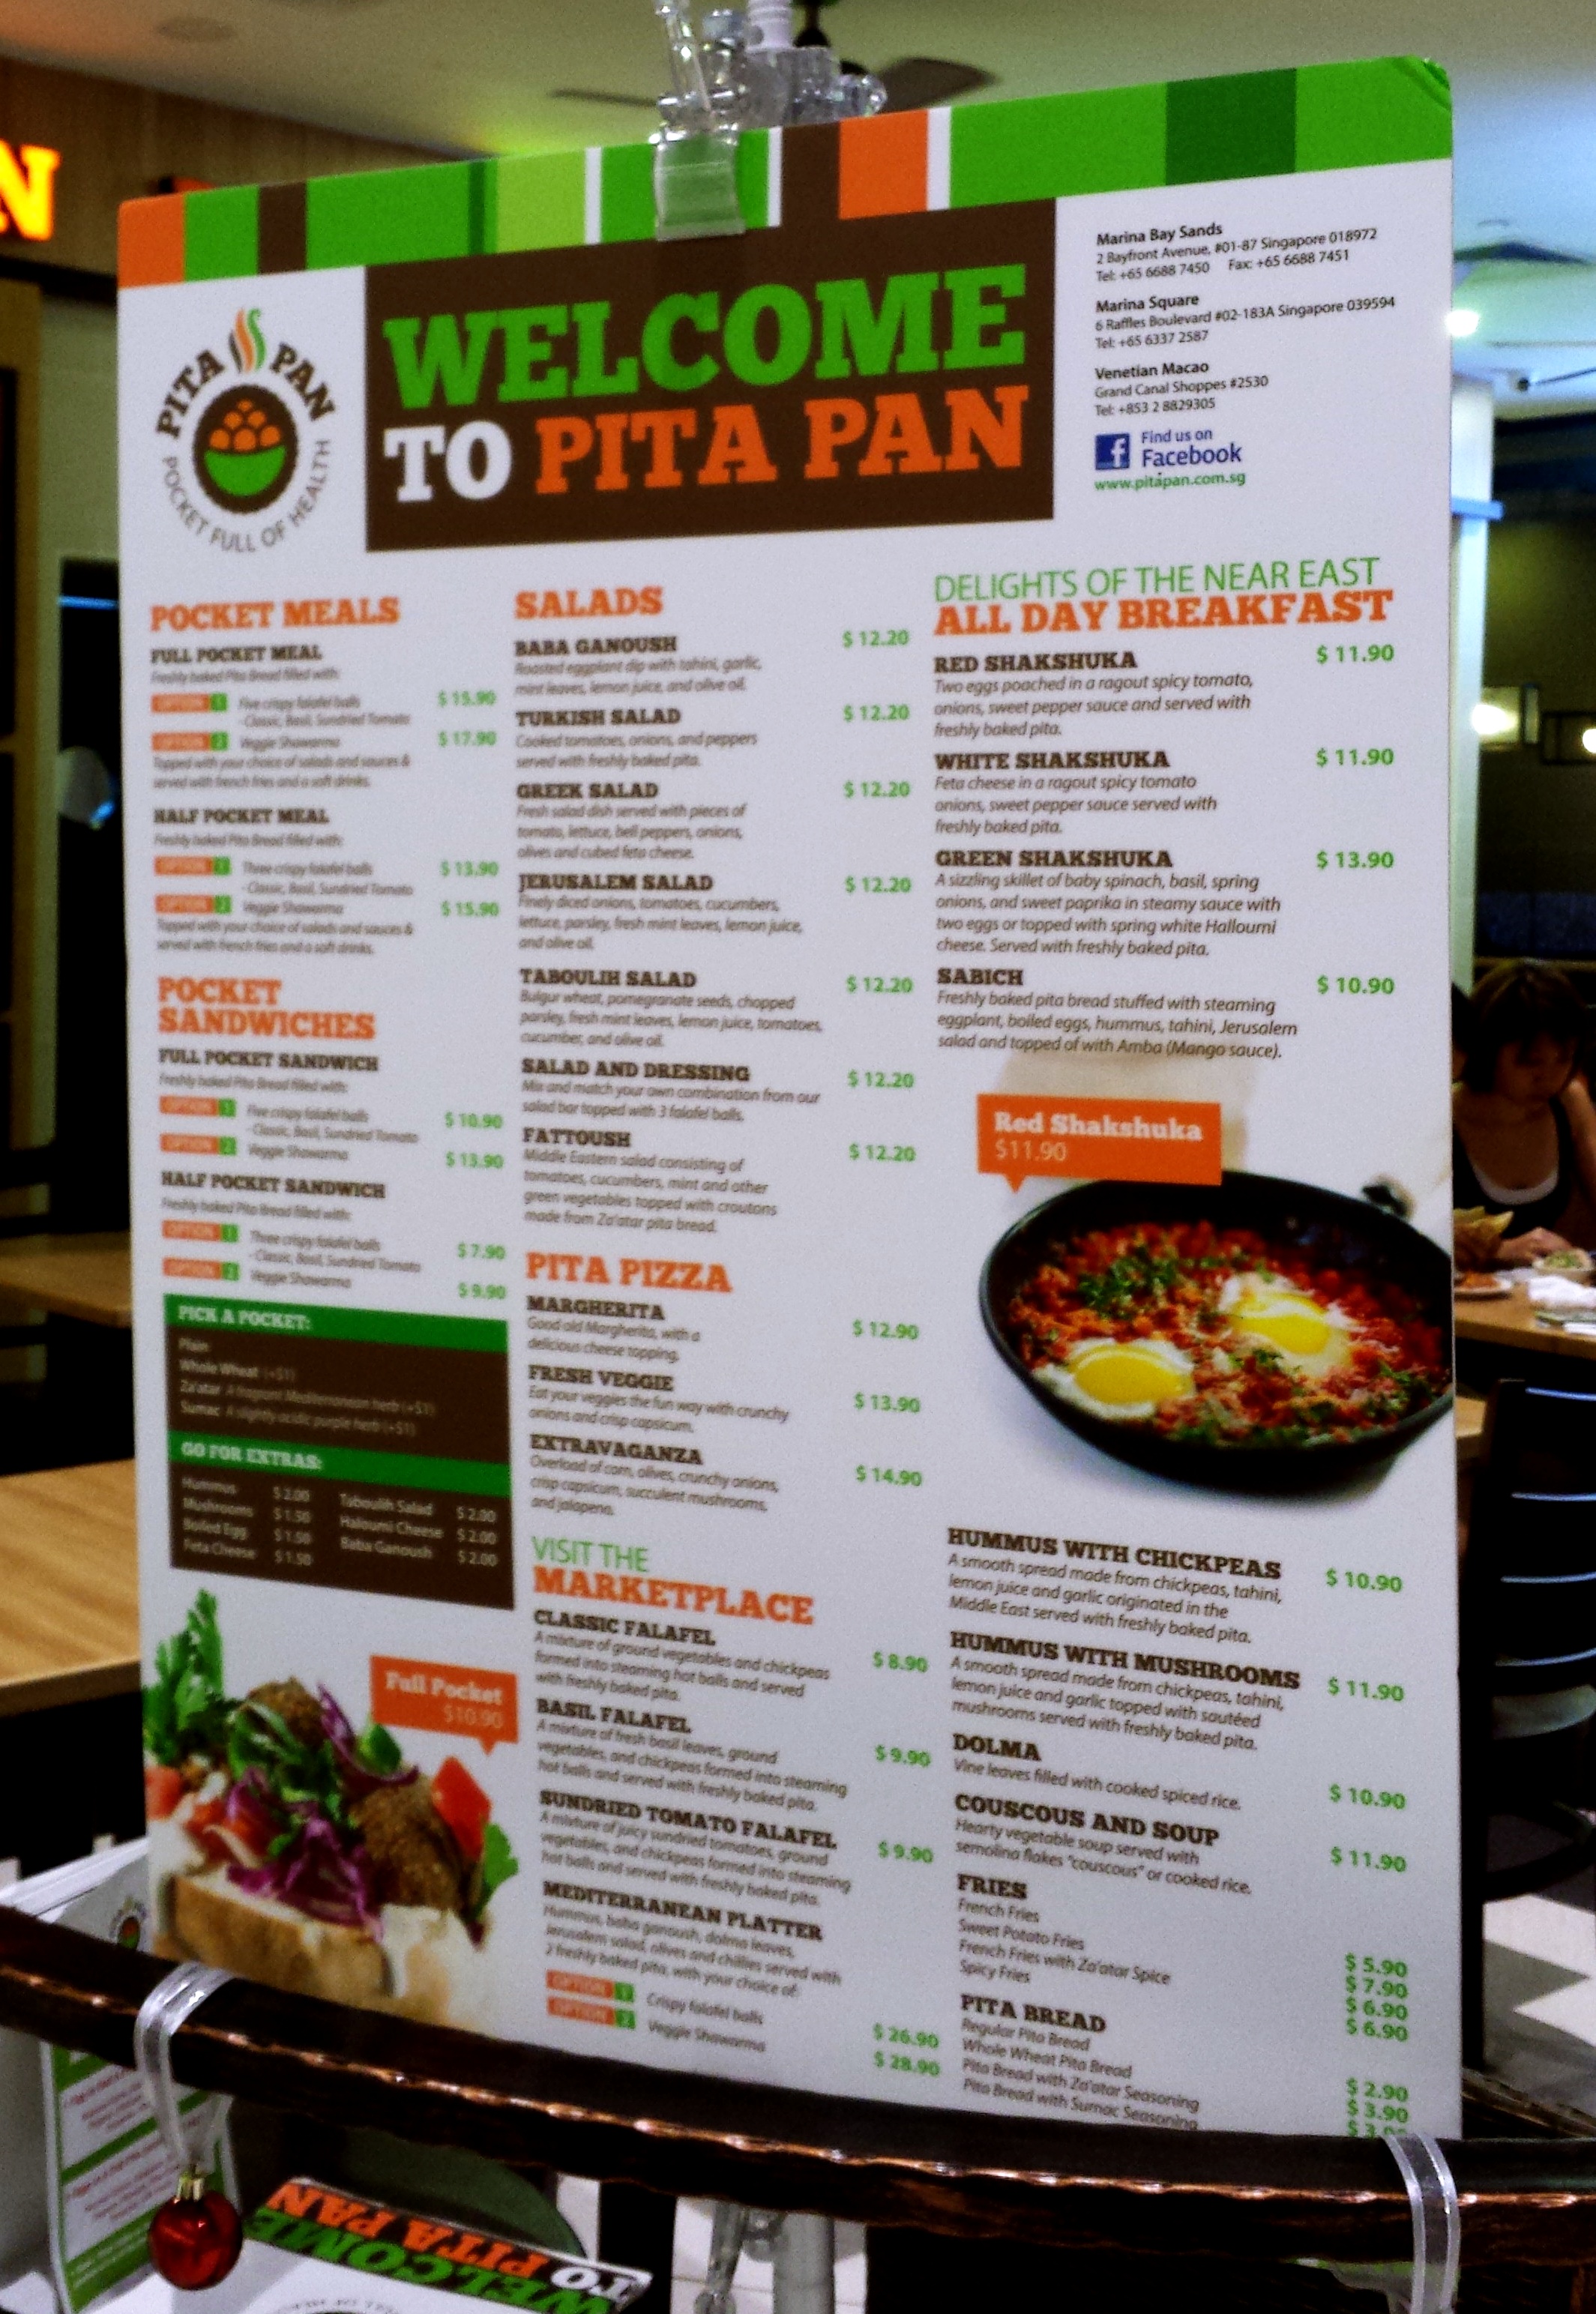 N
PITA PAN
POCKET FULL OF HEALTH
WELCOME
TO PITA PAN
Marina Bay Sands
2 Bayfront Avenue, #01-87 Singapore 018972
Tel: +65 6688 7450 Fax: +65 6688 7451
Marina Square
6 Raffles Boulevard #02-183A Singapore 039594
Tel: +65 6337 2587
Venetian Macao
Grand Canal Shoppes #2530
Tel: +853 2 8829305
f Find us on
Facebook
www.pitapan.com.sg
POCKET MEALS
FULL POCKET MEAL
Freshly baked Pita Bread filled with:
OPTION 1 Five crispy falafel balls $ 15.90
- Classic, Basil, Sundried Tomato
OPTION 2 Veggie Shawarma $ 17.90
Topped with your choice of salads and sauces &
served with french fries and a soft drinks.
HALF POCKET MEAL
Freshly baked Pita Bread filled with:
OPTION 1 Three crispy falafel balls $ 13.90
- Classic, Basil, Sundried Tomato
OPTION 2 Veggie Shawarma $ 15.90
Topped with your choice of salads and sauces &
served with french fries and a soft drinks.
POCKET
SANDWICHES
FULL POCKET SANDWICH
Freshly baked Pita Bread filled with:
OPTION 1 Five crispy falafel balls $ 10.90
- Classic, Basil, Sundried Tomato
OPTION 2 Veggie Shawarma $ 13.90
HALF POCKET SANDWICH
Freshly baked Pita Bread filled with:
OPTION 1 Three crispy falafel balls $ 7.90
- Classic, Basil, Sundried Tomato
OPTION 2 Veggie Shawarma $ 9.90
PICK A POCKET:
Plain
Whole Wheat (+$1)
Za'atar A fragrant Mediterranean herb (+$1)
Sumac A slightly acidic purple herb (+$1)
GO FOR EXTRAS:
Hummus $ 2.00
Mushrooms $ 1.50
Boiled Egg $ 1.50
Feta Cheese $ 1.50
Taboulih Salad $ 2.00
Haloumi Cheese $ 2.00
Baba Ganoush $ 2.00
Full Pocket
$10.90
SALADS
BABA GANOUSH $ 12.20
Roasted eggplant dip with tahini, garlic,
mint leaves, lemon juice, and olive oil.
TURKISH SALAD $ 12.20
Cooked tomatoes, onions, and peppers
served with freshly baked pita.
GREEK SALAD $ 12.20
Fresh salad dish served with pieces of
tomato, lettuce, bell peppers, onions,
olives and cubed feta cheese.
JERUSALEM SALAD $ 12.20
Finely diced onions, tomatoes, cucumbers,
lettuce, parsley, fresh mint leaves, lemon juice,
and olive oil.
TABOULIH SALAD $ 12.20
Bulgur wheat, pomegranate seeds, chopped
parsley, fresh mint leaves, lemon juice, tomatoes,
cucumber, and olive oil.
SALAD AND DRESSING $ 12.20
Mix and match your own combination from our
salad bar topped with 3 falafel balls.
FATTOUSH $ 12.20
Middle Eastern salad consisting of
tomatoes, cucumbers, mint and other
green vegetables topped with croutons
made from Za'atar pita bread.
PITA PIZZA
MARGHERITA $ 12.90
Good old Margherita, with a
delicious cheese topping.
FRESH VEGGIE $ 13.90
Eat your veggies the fun way with crunchy
onions and crisp capsicum.
EXTRAVAGANZA $ 14.90
Overload of corn, olives, crunchy onions,
crisp capsicum, succulent mushrooms,
and jalapeno.
VISIT THE
MARKETPLACE
CLASSIC FALAFEL $ 8.90
A mixture of ground vegetables and chickpeas
formed into steaming hot balls and served
with freshly baked pita.
BASIL FALAFEL $ 9.90
A mixture of fresh basil leaves, ground
vegetables, and chickpeas formed into steaming
hot balls and served with freshly baked pita.
SUNDRIED TOMATO FALAFEL $ 9.90
A mixture of juicy sundried tomatoes, ground
vegetables, and chickpeas formed into steaming
hot balls and served with freshly baked pita.
MEDITERRANEAN PLATTER
Hummus, baba ganoush, dolma leaves,
Jerusalem salad, olives and chillies served with
2 freshly baked pita, with your choice of:
OPTION 1 Crispy falafel balls $ 26.90
OPTION 2 Veggie Shawarma $ 28.90
DELIGHTS OF THE NEAR EAST
ALL DAY BREAKFAST
RED SHAKSHUKA $ 11.90
Two eggs poached in a ragout spicy tomato,
onions, sweet pepper sauce and served with
freshly baked pita.
WHITE SHAKSHUKA $ 11.90
Feta cheese in a ragout spicy tomato
onions, sweet pepper sauce served with
freshly baked pita.
GREEN SHAKSHUKA $ 13.90
A sizzling skillet of baby spinach, basil, spring
onions, and sweet paprika in steamy sauce with
two eggs or topped with spring white Halloumi
cheese. Served with freshly baked pita.
SABICH $ 10.90
Freshly baked pita bread stuffed with steaming
eggplant, boiled eggs, hummus, tahini, Jerusalem
salad and topped of with Amba (Mango sauce).
Red Shakshuka
$11.90
HUMMUS WITH CHICKPEAS $ 10.90
A smooth spread made from chickpeas, tahini,
lemon juice and garlic originated in the
Middle East served with freshly baked pita.
HUMMUS WITH MUSHROOMS $ 11.90
A smooth spread made from chickpeas, tahini,
lemon juice and garlic topped with sautéed
mushrooms served with freshly baked pita.
DOLMA $ 10.90
Vine leaves filled with cooked spiced rice.
COUSCOUS AND SOUP $ 11.90
Hearty vegetable soup served with
semolina flakes "couscous" or cooked rice.
FRIES
French Fries $ 5.90
Sweet Potato Fries $ 7.90
French Fries with Za'atar Spice $ 6.90
Spicy Fries $ 6.90
PITA BREAD
Regular Pita Bread $ 2.90
Whole Wheat Pita Bread $ 3.90
Pita Bread with Za'atar Seasoning
Pita Bread with Sumac Seasoning
WELCOME
TO PITA PAN